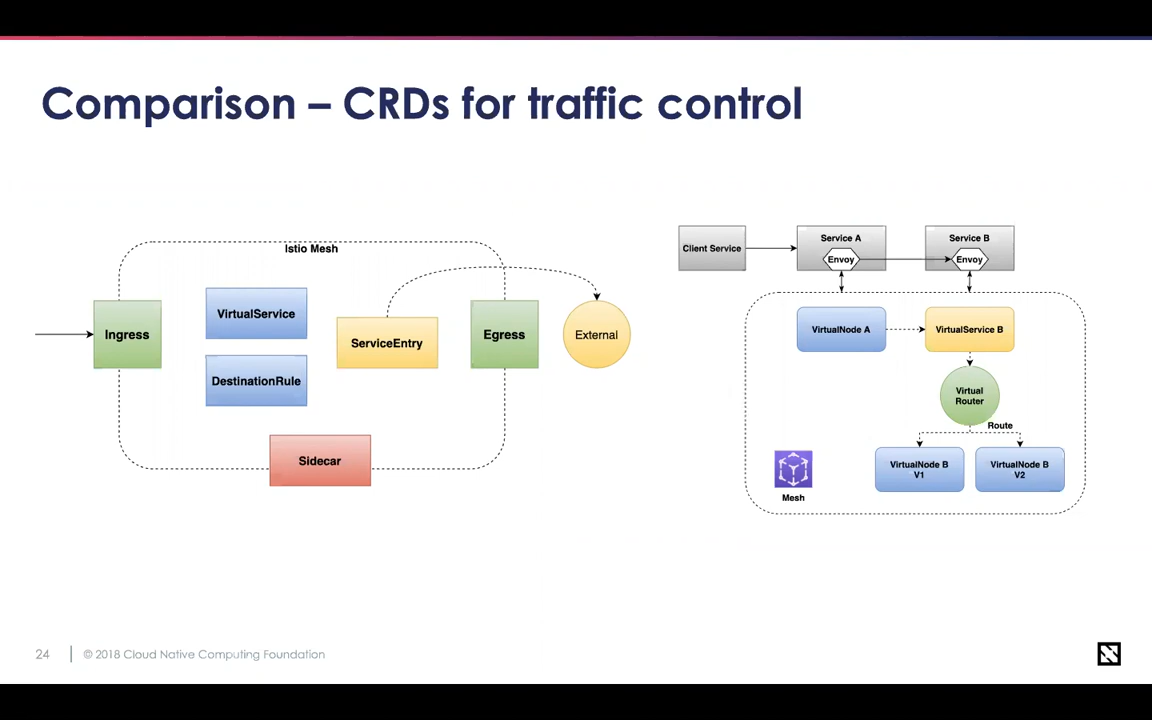 Comparison – CRDs for traffic control
Istio Mesh
Ingress
VirtualService
DestinationRule
ServiceEntry
Egress
External
Sidecar
Client Service
Service A
Envoy
Service B
Envoy
VirtualNode A
VirtualService B
Virtual
Router
Route
VirtualNode B
V1
VirtualNode B
V2
Mesh
24
© 2018 Cloud Native Computing Foundation